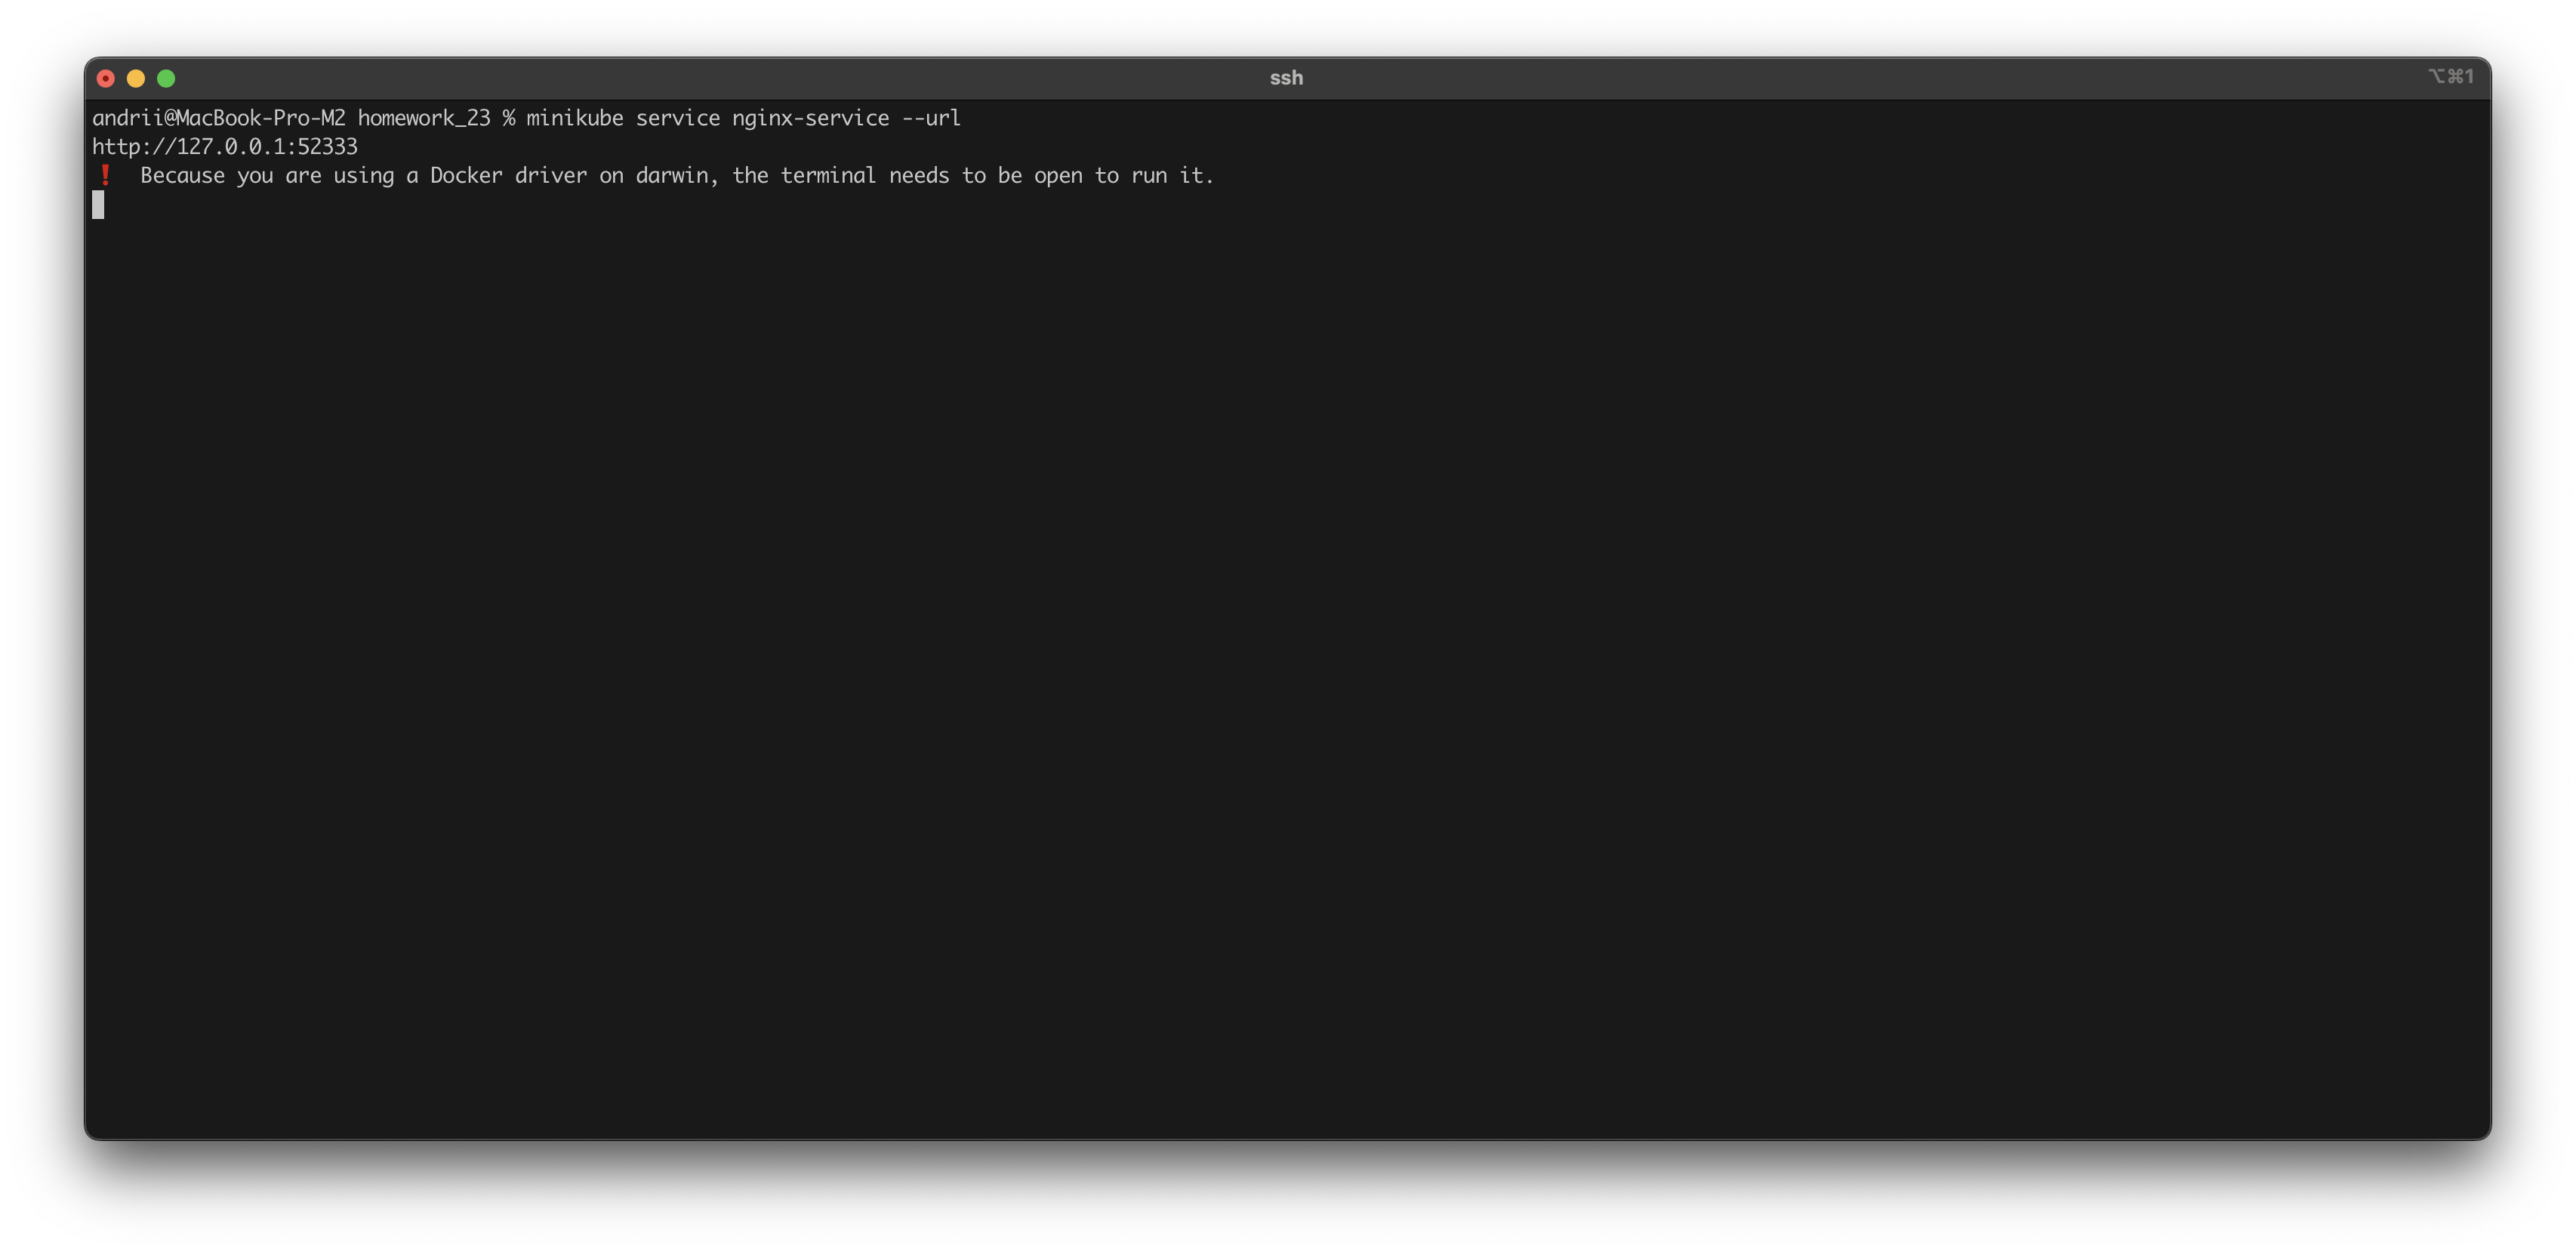 ssh
⌥⌘1
andrii@MacBook-Pro-M2 homework_23 % minikube service nginx-service --url
http://127.0.0.1:52333
❗ Because you are using a Docker driver on darwin, the terminal needs to be open to run it.